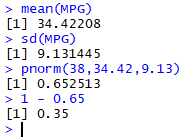 > mean(MPG)
[1] 34.42208
> sd(MPG)
[1] 9.131445
> pnorm(38,34.42,9.13)
[1] 0.652513
> 1 - 0.65
[1] 0.35
>